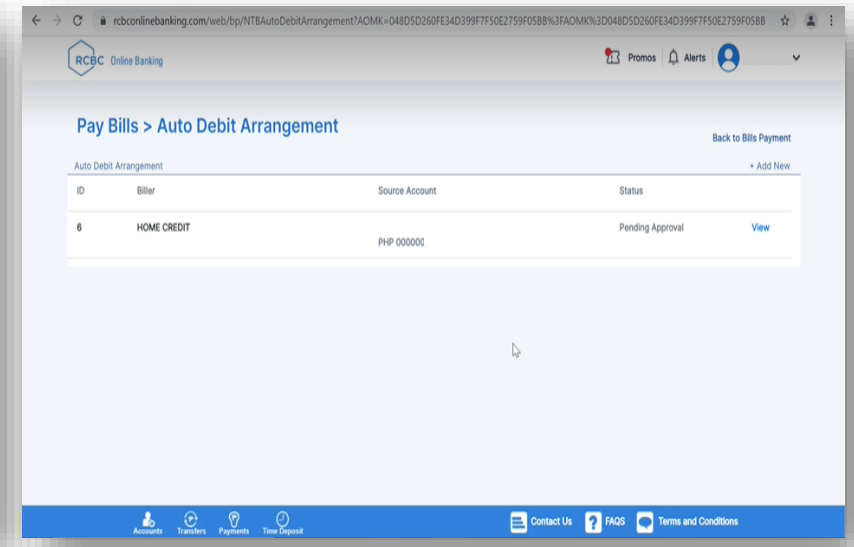 rcbconlinebanking.com/web/bp/NTBAutoDebitArrangement?AOMK=048D5D260FE34D399F7F50E2759F05BB%3FAOMK%3D048D5D260FE34D399F7F50E2759F05BB
RCBC Online Banking
Promos Alerts
Pay Bills > Auto Debit Arrangement
Back to Bills Payment
Auto Debit Arrangement + Add New
ID Biller Source Account Status
6 HOME CREDIT Pending Approval View
PHP 000000
Accounts Transfers Payments Time Deposit Contact Us FAQS Terms and Conditions